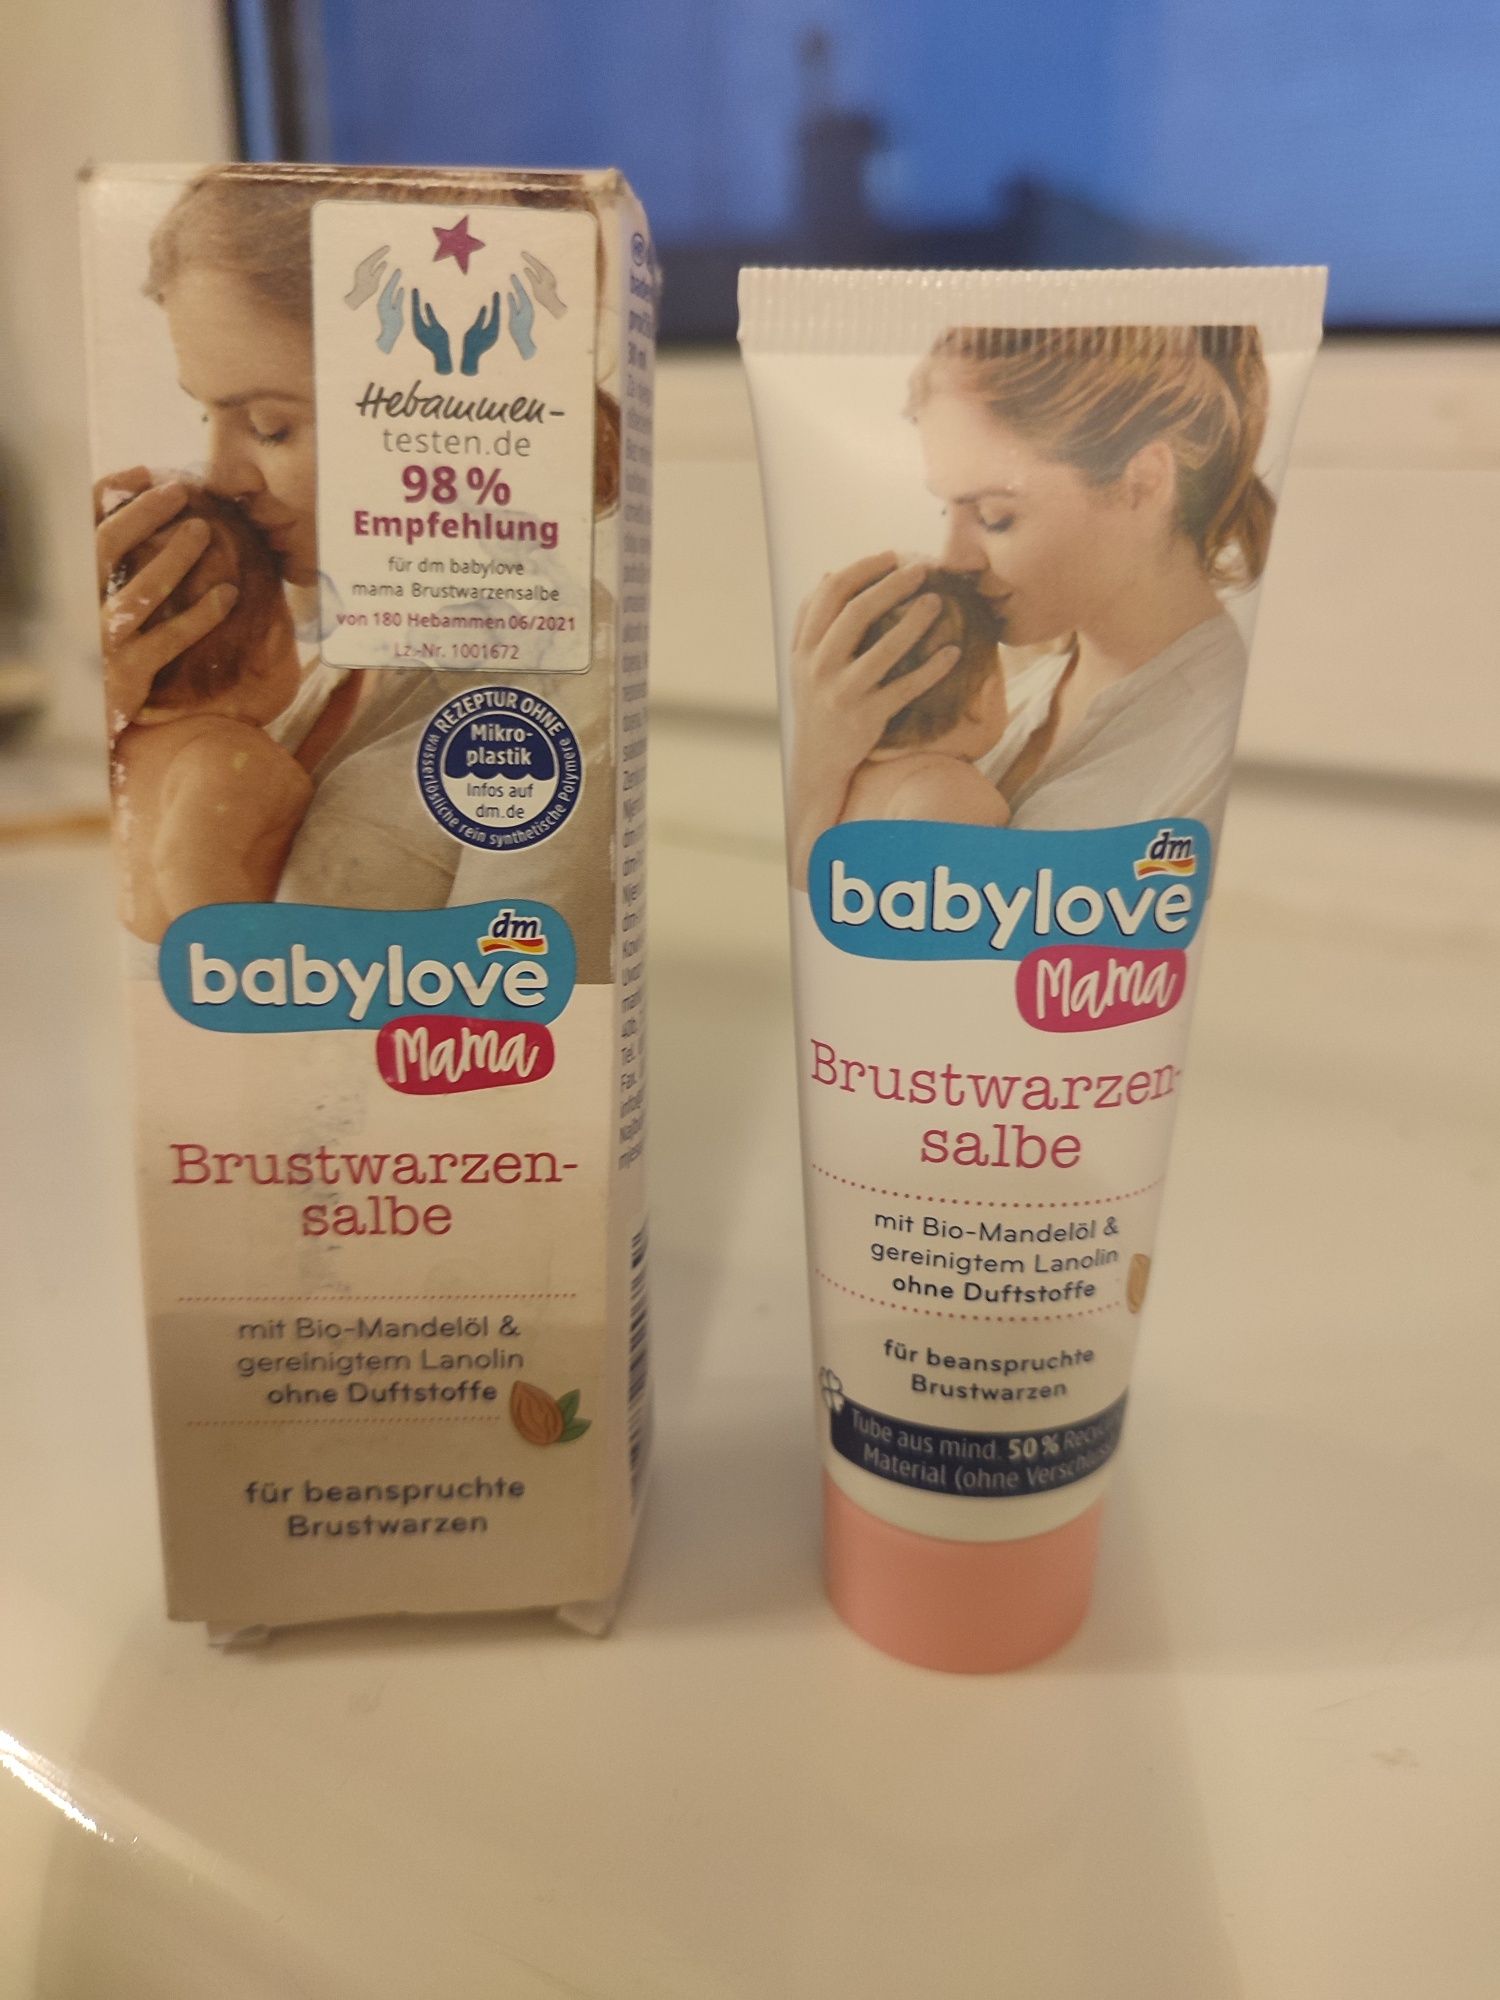 Hebammen-
testen.de
98%
Empfehlung
für dm babylove
mama Brustwarzensalbe
von 180 Hebammen 06/2021
Lz.-Nr. 1001672
REZEPTUR OHNE
Mikro-
plastik
Infos auf
dm.de
wasserlösliche rein synthetische Polymere
dm
babylove
Mama
Brustwarzen-
salbe
mit Bio-Mandelöl &
gereinigtem Lanolin
ohne Duftstoffe
für beanspruchte
Brustwarzen
dm
babylove
Mama
Brustwarzen-
salbe
mit Bio-Mandelöl &
gereinigtem Lanolin
ohne Duftstoffe
für beanspruchte
Brustwarzen
Tube aus mind. 50%
Material (ohne